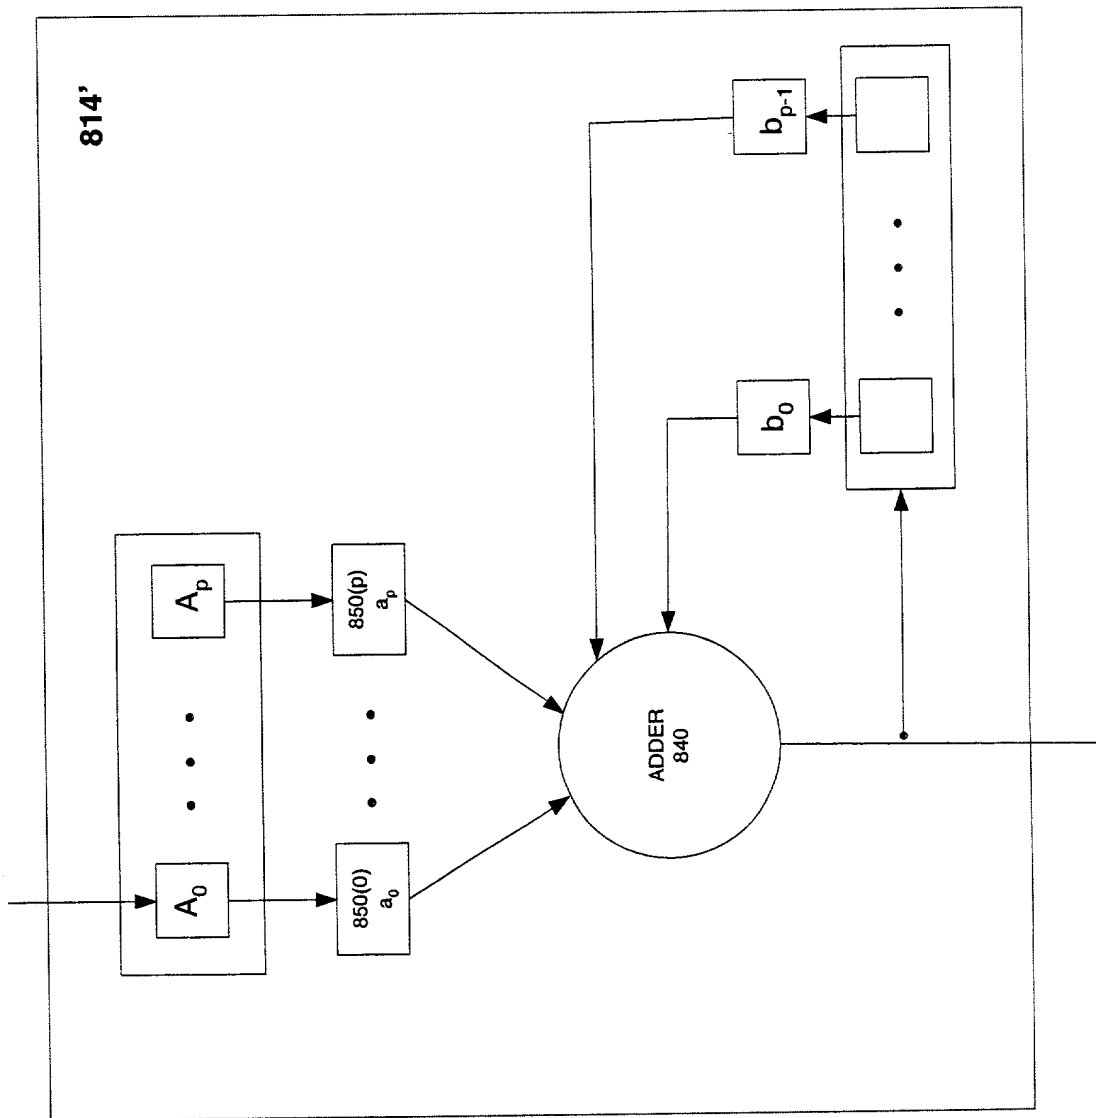 814'
A₀
Aₚ
850(0)
a₀
850(p)
aₚ
ADDER
840
b₀
bₚ₋₁